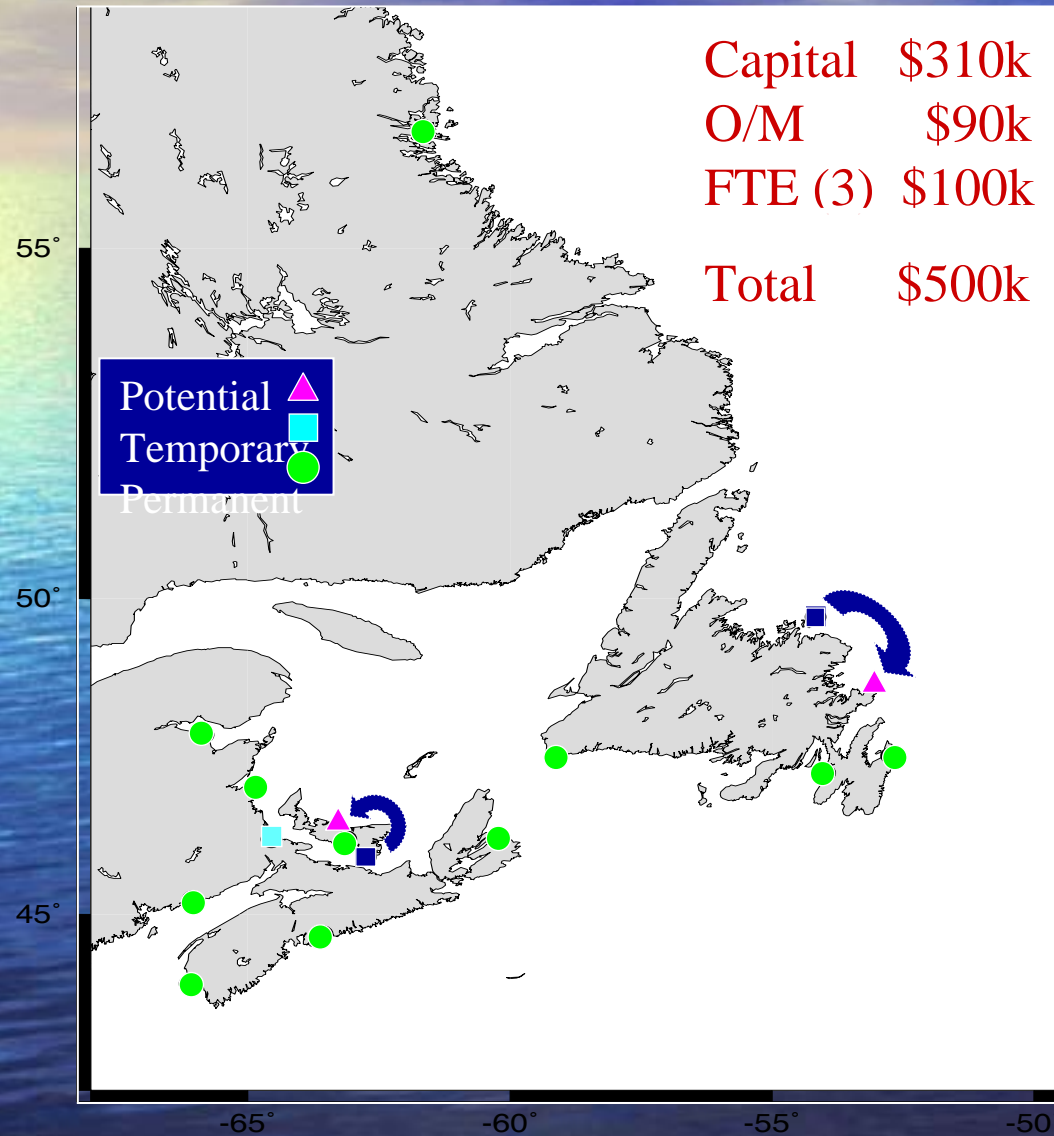 Capital $310k
O/M $90k
FTE (3) $100k
Total $500k
55°
Potential
Temporary
Permanent
50°
45°
-65° -60° -55° -50